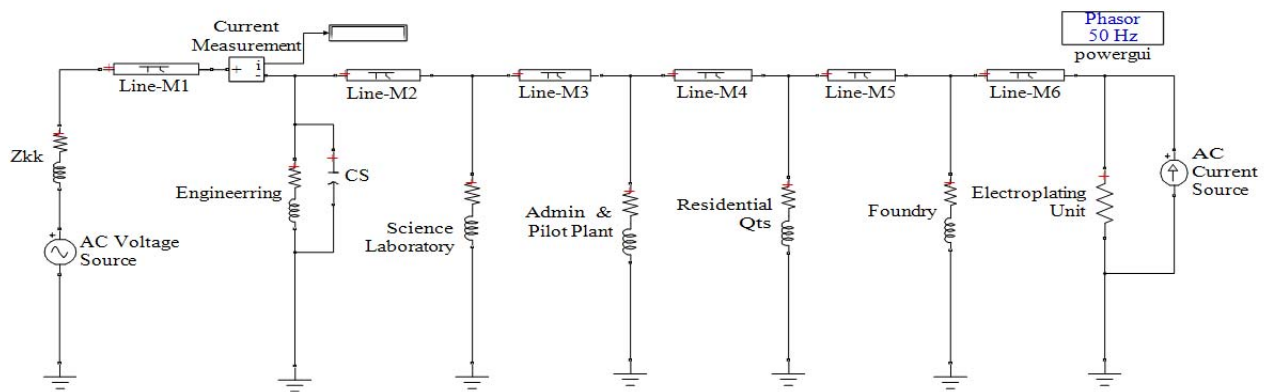 Current
Measurement
i
+
-
Phasor
50 Hz
powergui
Line-M1
Line-M2
Line-M3
Line-M4
Line-M5
Line-M6
Zkk
AC Voltage
Source
Engineerring
CS
Science
Laboratory
Admin &
Pilot Plant
Residential
Qts
Foundry
Electroplating
Unit
AC
Current
Source